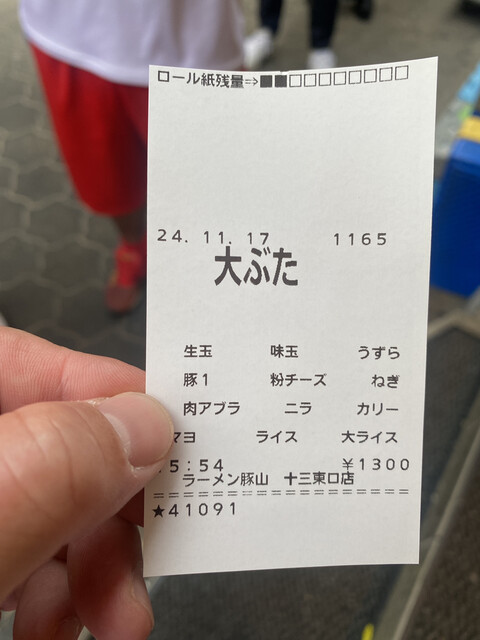 ロール紙残量⇒■■□□□□□□□□
24. 11. 17 1165
大ぶた
生玉 味玉 うずら
豚1 粉チーズ ねぎ
肉アブラ ニラ カリー
マヨ ライス 大ライス
5:54 ¥1300
ラーメン豚山 十三東口店
=============================
★41091